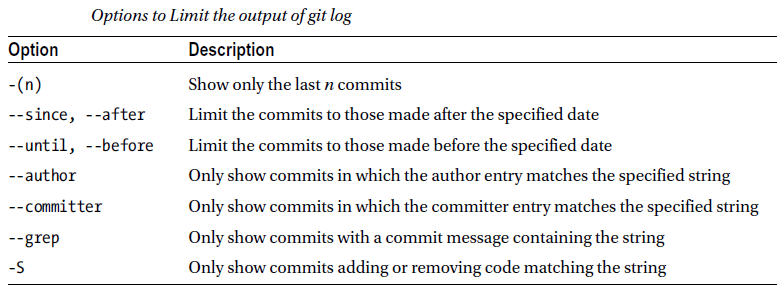 Options to Limit the output of git log
Option Description
-(n) Show only the last n commits
--since, --after Limit the commits to those made after the specified date
--until, --before Limit the commits to those made before the specified date
--author Only show commits in which the author entry matches the specified string
--committer Only show commits in which the committer entry matches the specified string
--grep Only show commits with a commit message containing the string
-S Only show commits adding or removing code matching the string